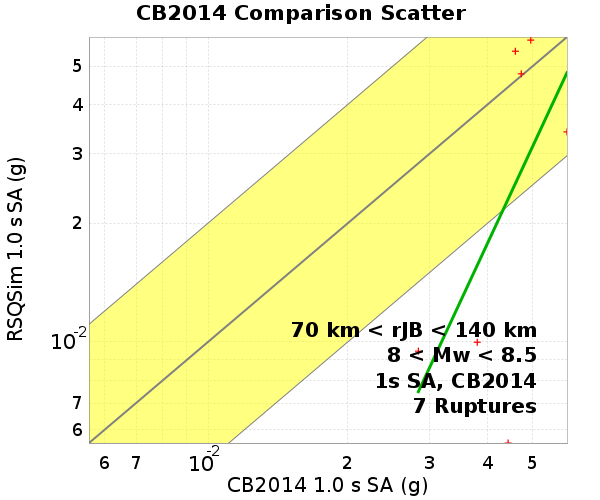 CB2014 Comparison Scatter
RSQSim 1.0 s SA (g)
5
4
3
2
10-2
7
6
70 km < rJB < 140 km
8 < Mw < 8.5
1s SA, CB2014
7 Ruptures
6 7 10-2 2 3 4 5
CB2014 1.0 s SA (g)